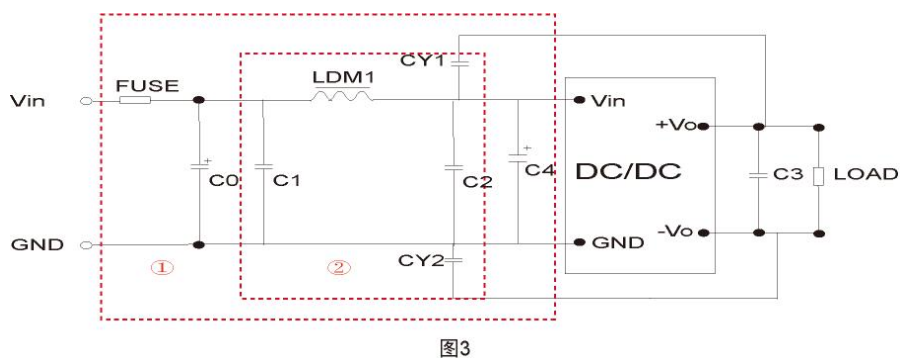 CY1
FUSE
LDM1
Vin
Vin
+Vo
C0
C1
C2
C4
DC/DC
C3
LOAD
GND
GND
-Vo
①
②
CY2
图3